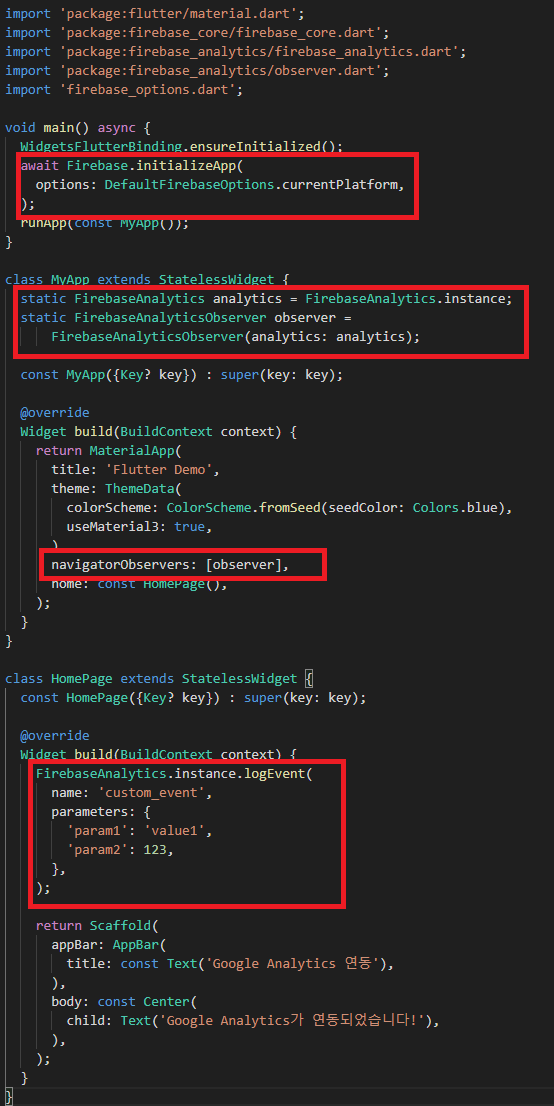 import 'package:flutter/material.dart';
import 'package:firebase_core/firebase_core.dart';
import 'package:firebase_analytics/firebase_analytics.dart';
import 'package:firebase_analytics/observer.dart';
import 'firebase_options.dart';

void main() async {
  WidgetsFlutterBinding.ensureInitialized();
  await Firebase.initializeApp(
    options: DefaultFirebaseOptions.currentPlatform,
  );
  runApp(const MyApp());
}

class MyApp extends StatelessWidget {
  static FirebaseAnalytics analytics = FirebaseAnalytics.instance;
  static FirebaseAnalyticsObserver observer =
      FirebaseAnalyticsObserver(analytics: analytics);

  const MyApp({Key? key}) : super(key: key);

  @override
  Widget build(BuildContext context) {
    return MaterialApp(
      title: 'Flutter Demo',
      theme: ThemeData(
        colorScheme: ColorScheme.fromSeed(seedColor: Colors.blue),
        useMaterial3: true,
      ),
      navigatorObservers: [observer],
      home: const HomePage(),
    );
  }
}

class HomePage extends StatelessWidget {
  const HomePage({Key? key}) : super(key: key);

  @override
  Widget build(BuildContext context) {
    FirebaseAnalytics.instance.logEvent(
      name: 'custom_event',
      parameters: {
        'param1': 'value1',
        'param2': 123,
      },
    );

    return Scaffold(
      appBar: AppBar(
        title: const Text('Google Analytics 연동'),
      ),
      body: const Center(
        child: Text('Google Analytics가 연동되었습니다!'),
      ),
    );
  }
}